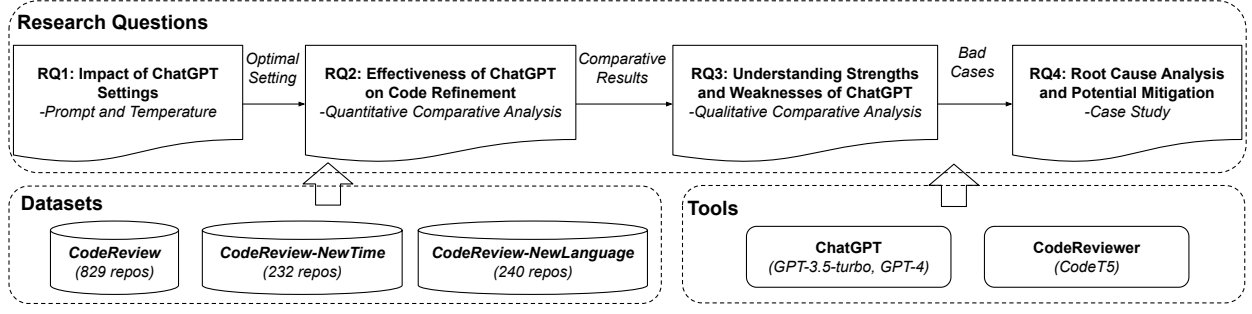 Research Questions
RQ1: Impact of ChatGPT
Settings
-Prompt and Temperature
Optimal
Setting
RQ2: Effectiveness of ChatGPT
on Code Refinement
-Quantitative Comparative Analysis
Comparative
Results
RQ3: Understanding Strengths
and Weaknesses of ChatGPT
-Qualitative Comparative Analysis
Bad
Cases
RQ4: Root Cause Analysis
and Potential Mitigation
-Case Study
Datasets
CodeReview
(829 repos)
CodeReview-NewTime
(232 repos)
CodeReview-NewLanguage
(240 repos)
Tools
ChatGPT
(GPT-3.5-turbo, GPT-4)
CodeReviewer
(CodeT5)